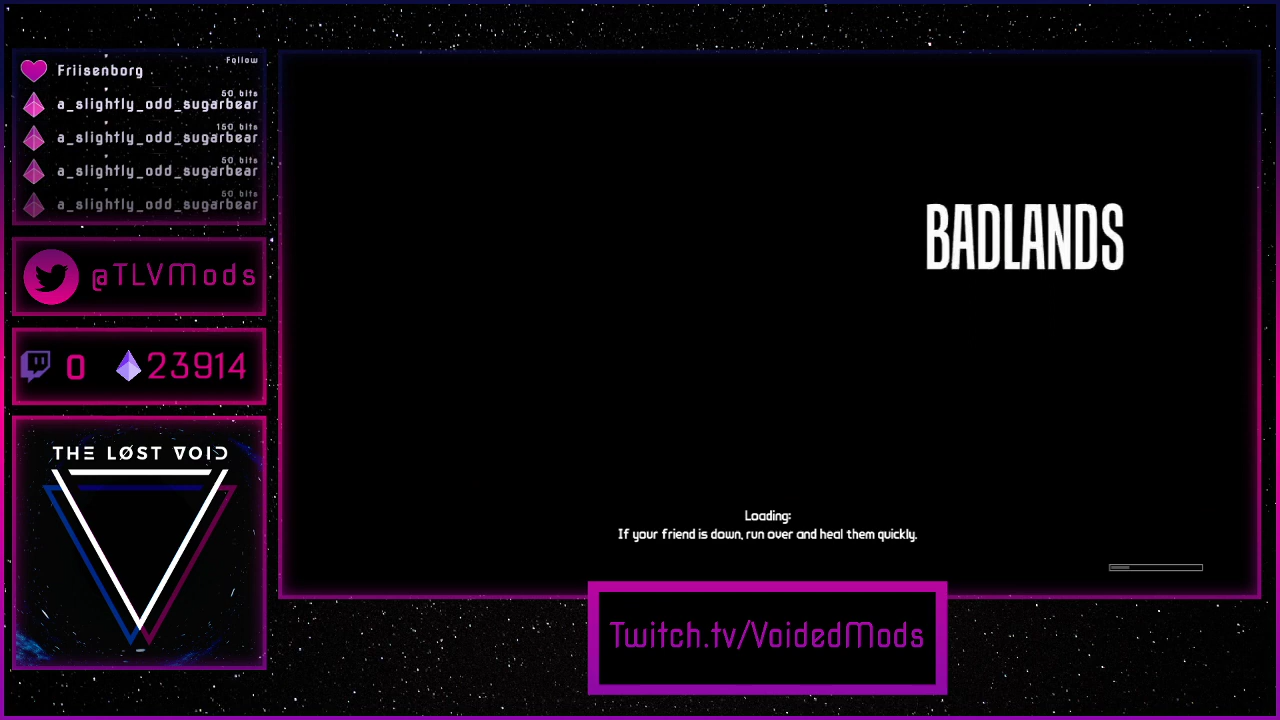 Follow
Friisenborg
50 bits
a_slightly_odd_sugarbear
150 bits
a_slightly_odd_sugarbear
50 bits
a_slightly_odd_sugarbear
50 bits
a_slightly_odd_sugarbear
@TLVMods
0 23914
THE LØST VOID
BADLANDS
Loading:
If your friend is down, run over and heal them quickly.
Twitch.tv/VoidedMods